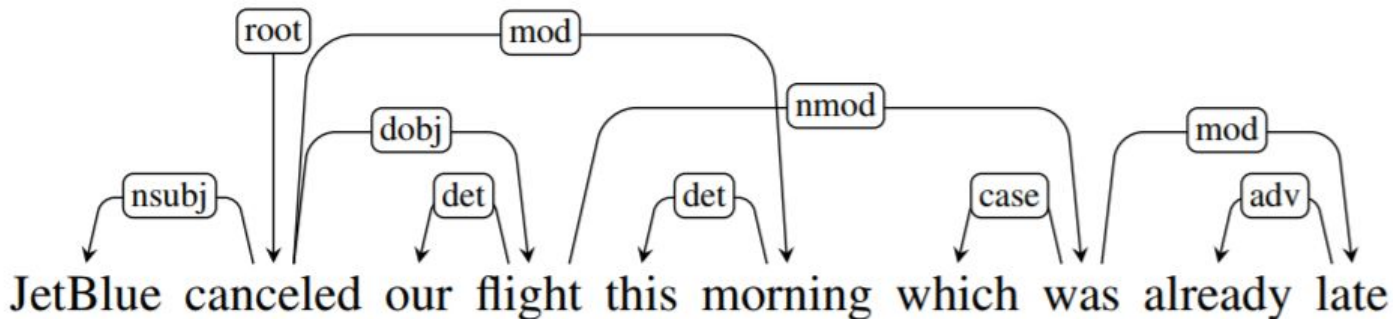 root mod
nmod
dobj mod
nsubj det det case adv
JetBlue canceled our flight this morning which was already late